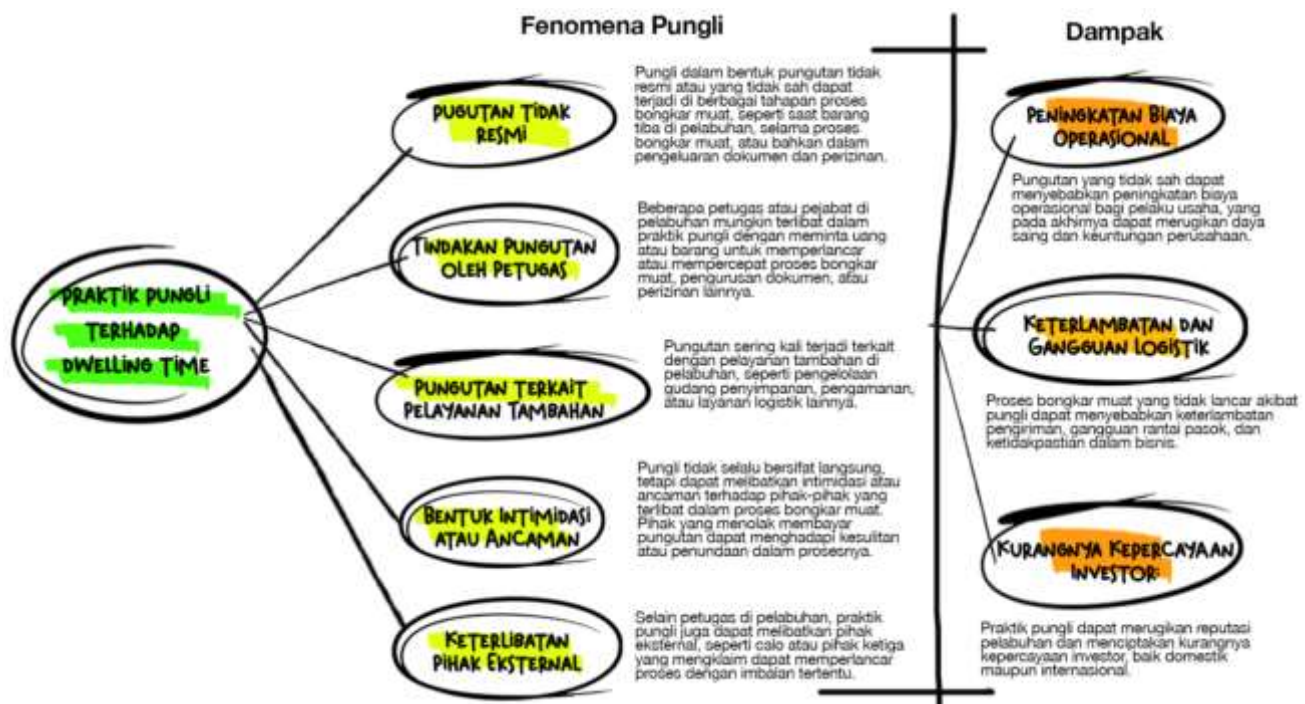 Fenomena Pungli
PUGUTAN TIDAK
RESMI
Pungli dalam bentuk pungutan tidak
resmi atau yang tidak sah dapat
terjadi di berbagai tahapan proses
bongkar muat, seperti saat barang
tiba di pelabuhan, selama proses
bongkar muat, atau bahkan dalam
pengeluaran dokumen dan perizinan.
TINDAKAN PUNGUTAN
OLEH PETUGAS
Beberapa petugas atau pejabat di
pelabuhan mungkin terlibat dalam
praktik pungli dengan meminta uang
atau barang untuk memperlancar
atau mempercepat proses bongkar
muat, pengurusan dokumen, atau
perizinan lainnya.
PRAKTIK PUNGLI
TERHADAP
DWELLING TIME
PUNGUTAN TERKAIT
PELAYANAN TAMBAHAN
Pungutan sering kali terjadi terkait
dengan pelayanan tambahan di
pelabuhan, seperti pengelolaan
gudang penyimpanan, pengamanan,
atau layanan logistik lainnya.
BENTUK INTIMIDASI
ATAU ANCAMAN
Pungli tidak selalu bersifat langsung,
tetapi dapat melibatkan intimidasi atau
ancaman terhadap pihak-pihak yang
terlibat dalam proses bongkar muat.
Pihak yang menolak membayar
pungutan dapat menghadapi kesulitan
atau penundaan dalam prosesnya.
KETERLIBATAN
PIHAK EKSTERNAL
Selain petugas di pelabuhan, praktik
pungli juga dapat melibatkan pihak
eksternal, seperti calo atau pihak ketiga
yang mengklaim dapat memperlancar
proses dengan imbalan tertentu.
Dampak
PENINGKATAN BIAYA
OPERASIONAL
Pungutan yang tidak sah dapat
menyebabkan peningkatan biaya
operasional bagi pelaku usaha, yang
pada akhirnya dapat merugikan daya
saing dan keuntungan perusahaan.
KETERLAMBATAN DAN
GANGGUAN LOGISTIK
Proses bongkar muat yang tidak lancar akibat
pungli dapat menyebabkan keterlambatan
pengiriman, gangguan rantai pasok, dan
ketidakpastian dalam bisnis.
KURANGNYA KEPERCAYAAN
INVESTOR:
Praktik pungli dapat merugikan reputasi
pelabuhan dan menciptakan kurangnya
kepercayaan investor, baik domestik
maupun internasional.